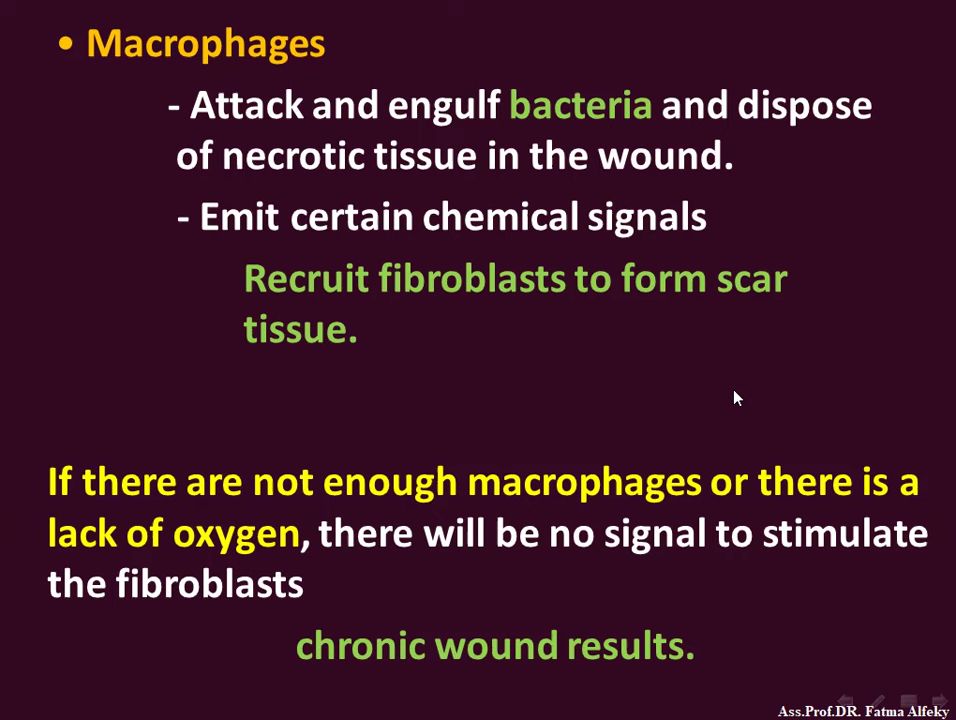 • Macrophages
- Attack and engulf bacteria and dispose
of necrotic tissue in the wound.
- Emit certain chemical signals
Recruit fibroblasts to form scar
tissue.
If there are not enough macrophages or there is a
lack of oxygen, there will be no signal to stimulate
the fibroblasts
chronic wound results.
Ass.Prof.DR. Fatma Alfeky